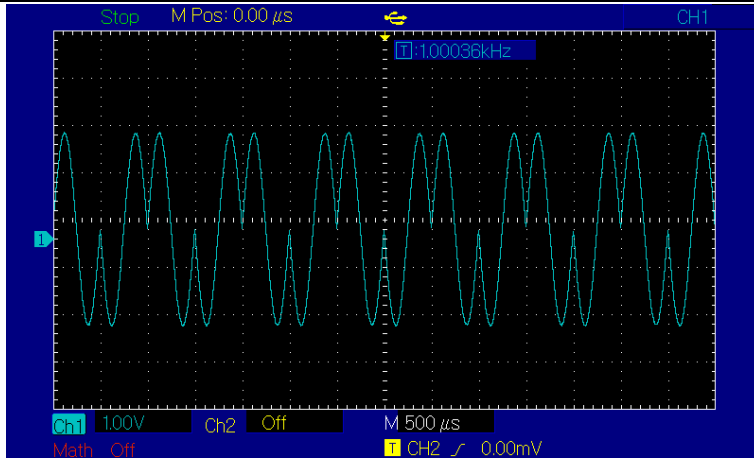 Stop M Pos: 0.00 μs CH1
T :1.00036kHz
1
Ch1 1.00V Ch2 Off M 500 μs
Math Off T CH2 0.00mV